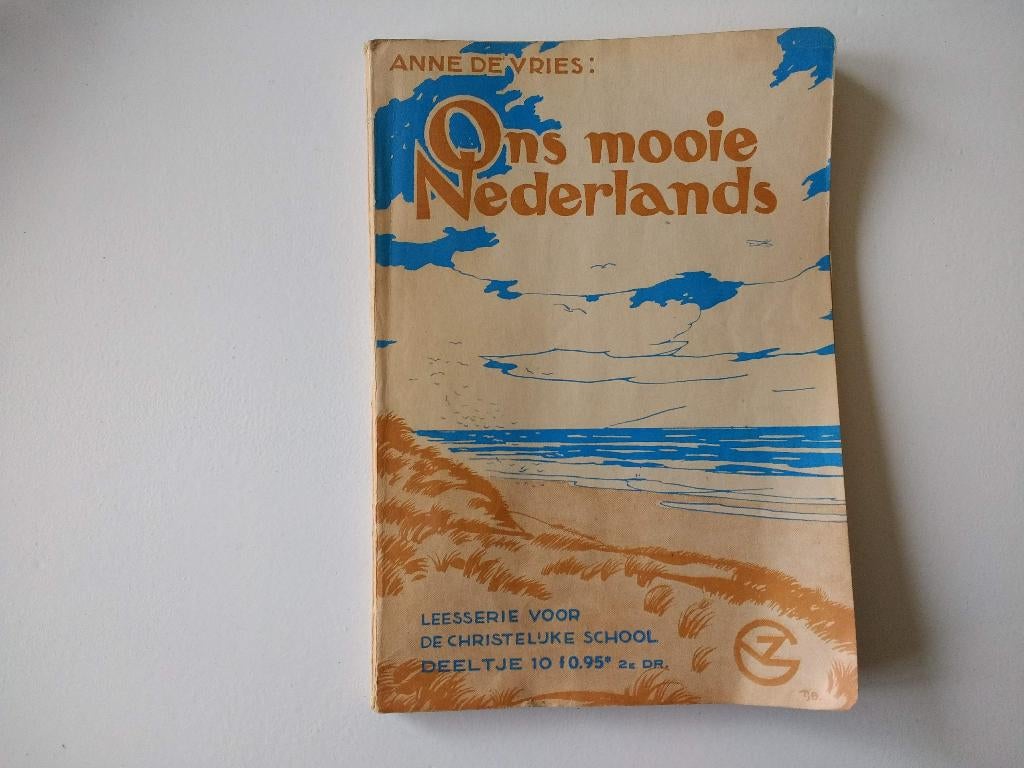 ANNE DE VRIES:
Ons mooie
Nederlands
LEESSERIE VOOR
DE CHRISTELIJKE SCHOOL
DEELTJE 10 f 0.95* 2E DR.